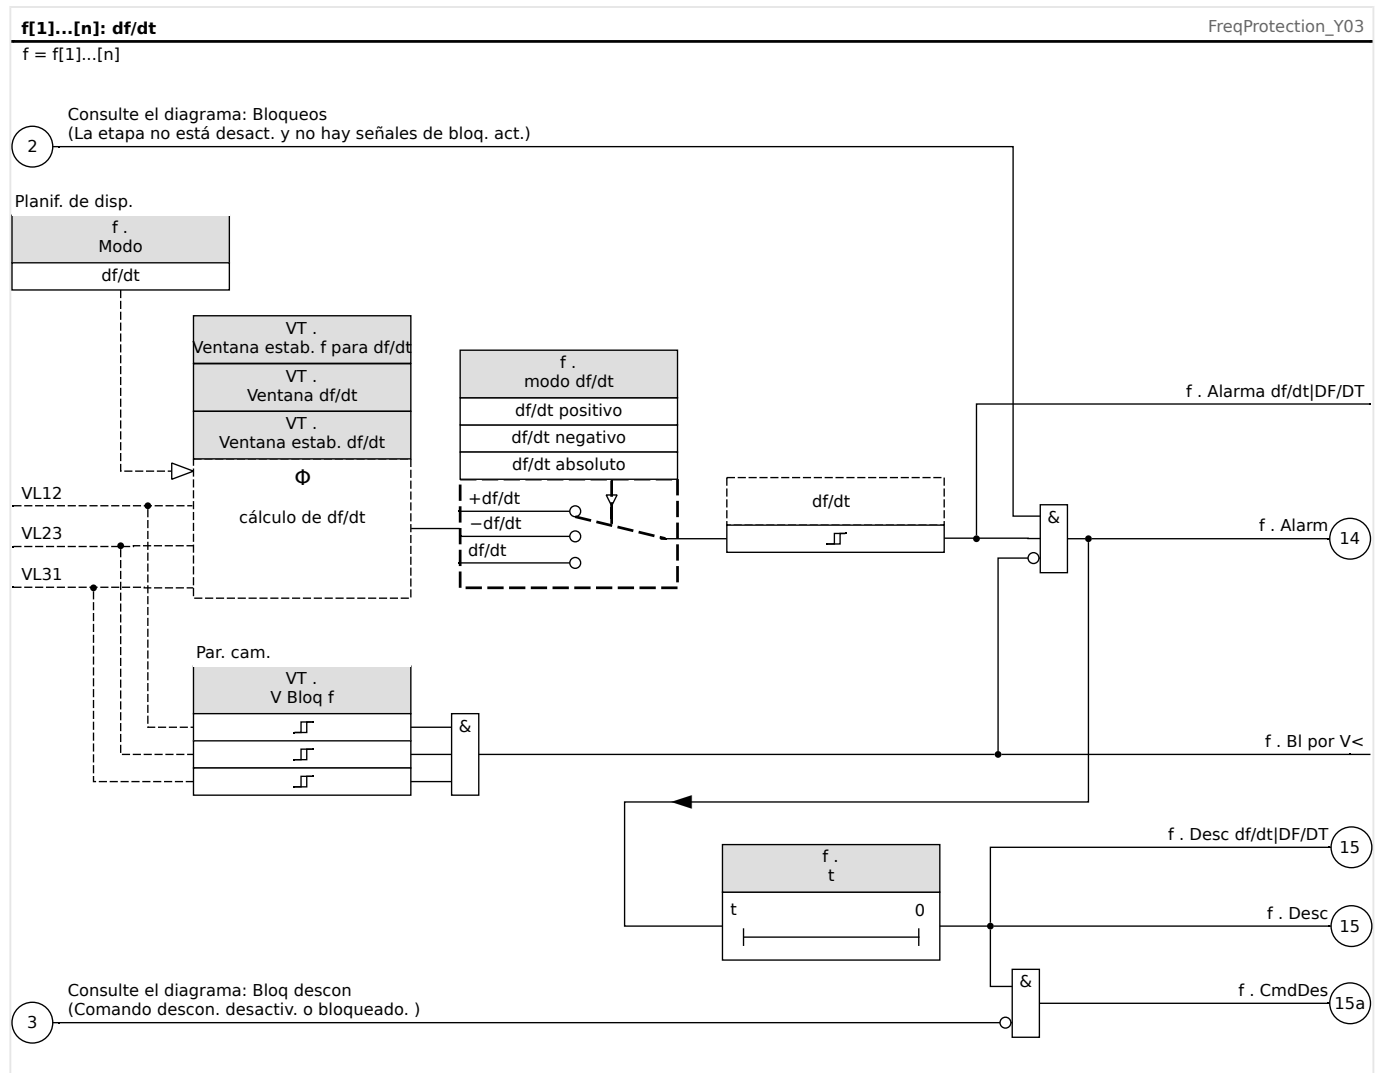 f[1]...[n]: df/dt
FreqProtection_Y03
f = f[1]...[n]
Consulte el diagrama: Bloqueos
(La etapa no está desact. y no hay señales de bloq. act.)
2
Planif. de disp.
f .
Modo
df/dt
VT .
Ventana estab. f para df/dt
VT .
Ventana df/dt
VT .
Ventana estab. df/dt
Φ
cálculo de df/dt
VL12
VL23
VL31
f .
modo df/dt
df/dt positivo
df/dt negativo
df/dt absoluto
+df/dt
−df/dt
df/dt
df/dt
f . Alarma df/dt|DF/DT
&
f . Alarm
14
Par. cam.
VT .
V Bloq f
&
f . Bl por V<
f .
t
t 0
f . Desc df/dt|DF/DT
15
f . Desc
15
&
f . CmdDes
15a
Consulte el diagrama: Bloq descon
(Comando descon. desactiv. o bloqueado. )
3